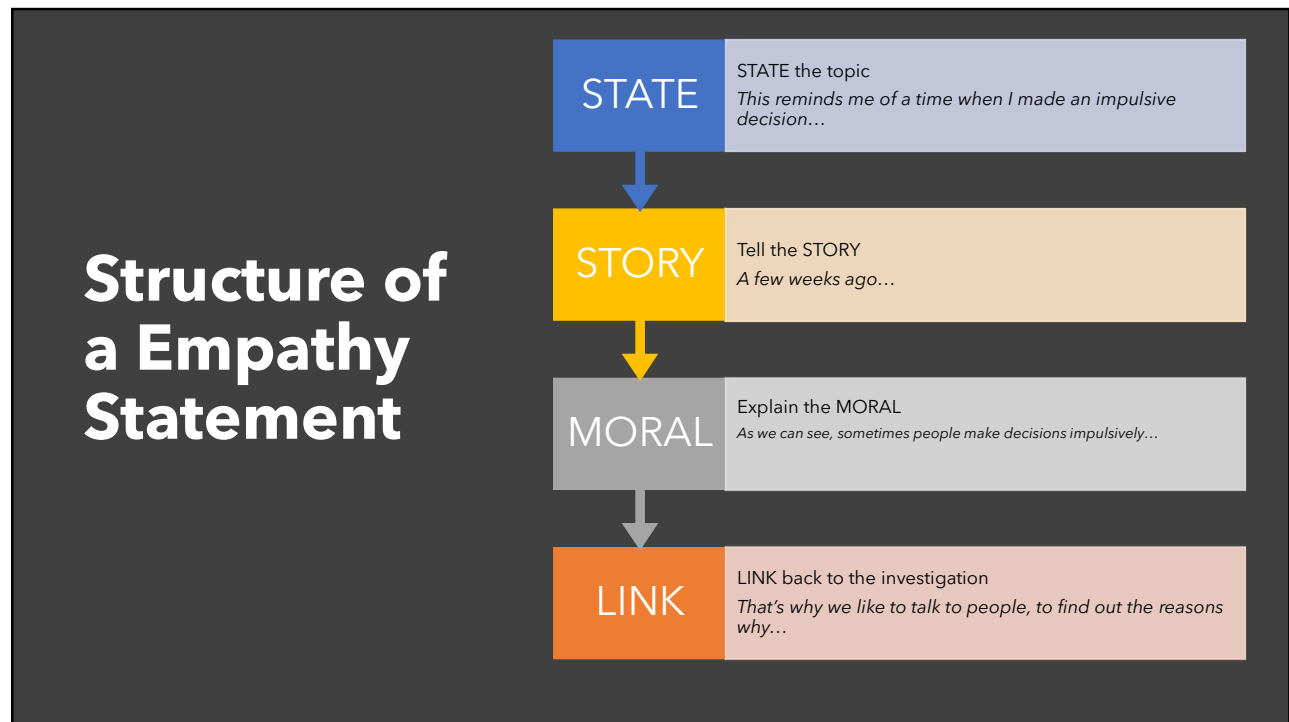 Structure of
a Empathy
Statement
STATE
STATE the topic
This reminds me of a time when I made an impulsive
decision…
STORY
Tell the STORY
A few weeks ago…
MORAL
Explain the MORAL
As we can see, sometimes people make decisions impulsively…
LINK
LINK back to the investigation
That’s why we like to talk to people, to find out the reasons
why…